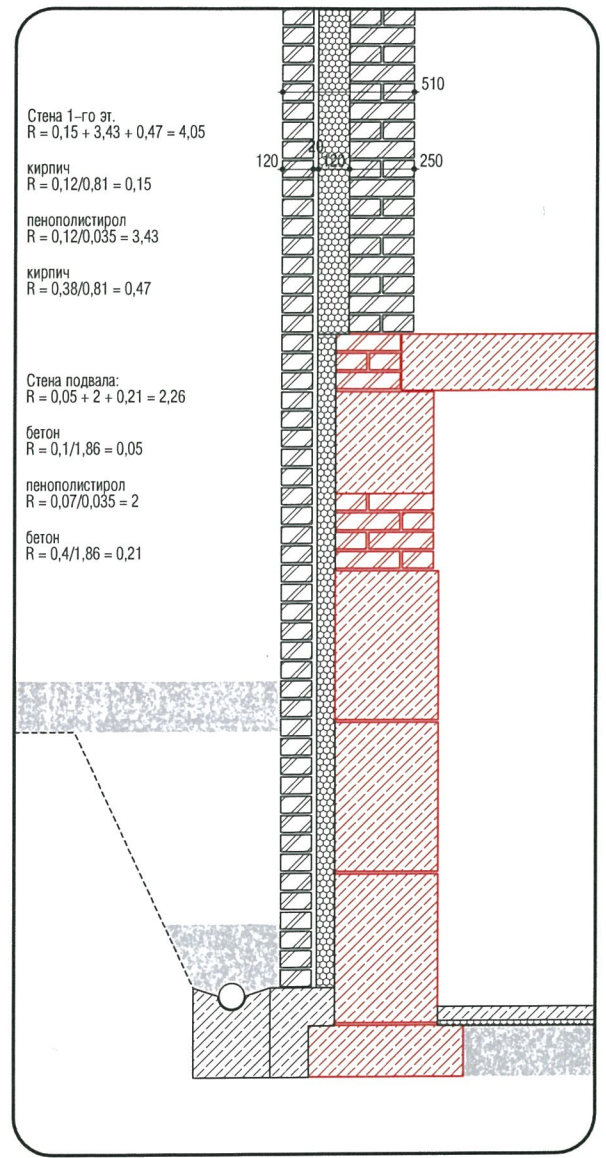 510
Стена 1–го эт.
R = 0,15 + 3,43 + 0,47 = 4,05
20
120 120 250
кирпич
R = 0,12/0,81 = 0,15
пенополистирол
R = 0,12/0,035 = 3,43
кирпич
R = 0,38/0,81 = 0,47
Стена подвала:
R = 0,05 + 2 + 0,21 = 2,26
бетон
R = 0,1/1,86 = 0,05
пенополистирол
R = 0,07/0,035 = 2
бетон
R = 0,4/1,86 = 0,21